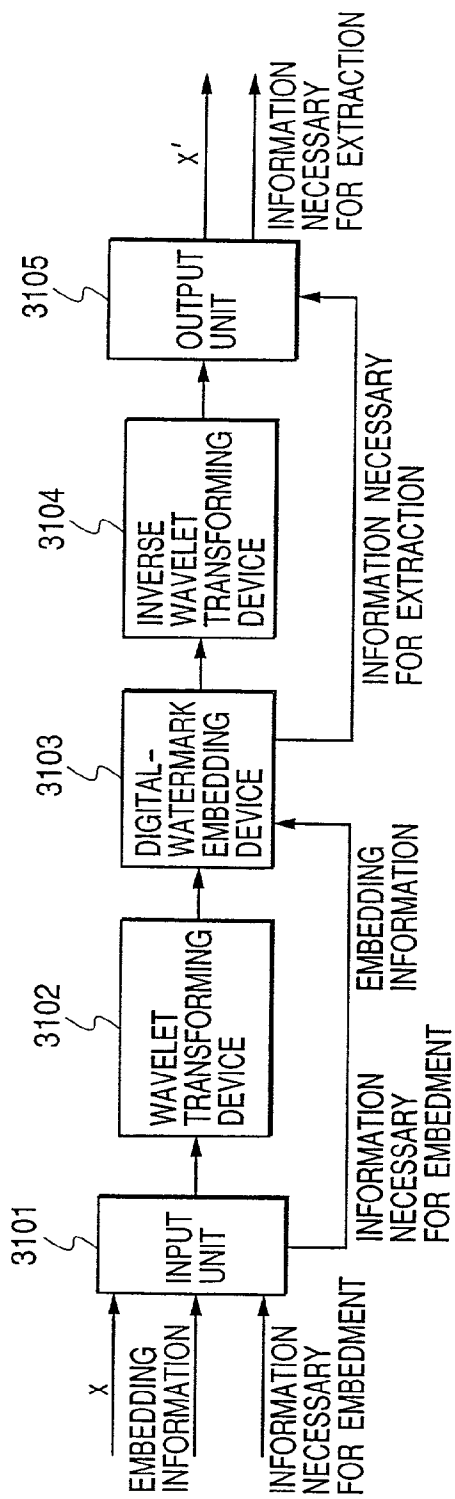 X
EMBEDDING
INFORMATION
INFORMATION
NECESSARY
FOR EMBEDMENT
3101
INPUT
UNIT
INFORMATION
NECESSARY
FOR EMBEDMENT
EMBEDDING
INFORMATION
3102
WAVELET
TRANSFORMING
DEVICE
3103
DIGITAL-
WATERMARK
EMBEDDING
DEVICE
3104
INVERSE
WAVELET
TRANSFORMING
DEVICE
INFORMATION NECESSARY
FOR EXTRACTION
3105
OUTPUT
UNIT
X'
INFORMATION
NECESSARY
FOR EXTRACTION